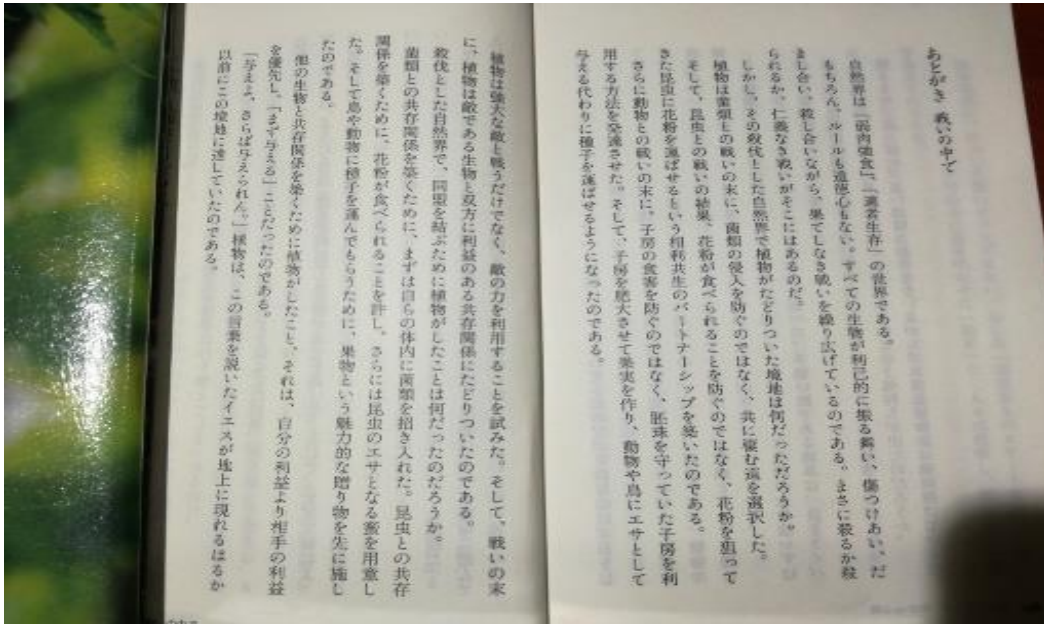 あとがき 戦いの中で
自然界は「弱肉強食」、「適者生存」の世界である。
もちろん、ルールも道徳心もない。すべての生物が利己的に振る舞い、傷つけあい、だ
まし合い、殺し合いながら、果てしなき戦いを繰り広げているのである。まさに殺るか殺
られるか、仁義なき戦いがそこにはあるのだ。
しかし、その殺伐とした自然界で植物がたどりついた境地は何だっただろうか。
植物は菌類との戦いの末に、菌類の侵入を防ぐのではなく、共に棲む道を選択した。
そして、昆虫との戦いの結果、花粉が食べられることを防ぐのではなく、花粉を狙って
きた昆虫に花粉を運ばせるという相利共生のパートナーシップを築いたのである。
さらに動物との戦いの末に、子房の食害を防ぐのではなく、胚珠を守っていた子房を利
用する方法を発達させた。そして、子房を肥大させて果実を作り、動物や鳥にエサとして
与える代わりに種子を運ばせるようになったのである。
植物は強大な敵と戦うだけでなく、敵の力を利用することを試みた。そして、戦いの末
に、植物は敵である生物と双方に利益のある共存関係にたどりついたのである。
殺伐とした自然界で、同盟を結ぶために植物がしたことは何だったのだろうか。
菌類との共存関係を築くために、まずは自らの体内に菌類を招き入れた。昆虫との共存
関係を築くために、花粉が食べられることを許し、さらには昆虫のエサとなる蜜を用意し
た。そして鳥や動物に種子を運んでもらうために、果物という魅力的な贈り物を先に施し
たのである。
他の生物と共存関係を築くために植物がしたこと、それは、自分の利益より相手の利益
を優先し、「まず与える」ことだったのである。
「与えよ、さらば与えられん。」植物は、この言葉を説いたイエスが地上に現れるはるか
以前にこの境地に達していたのである。